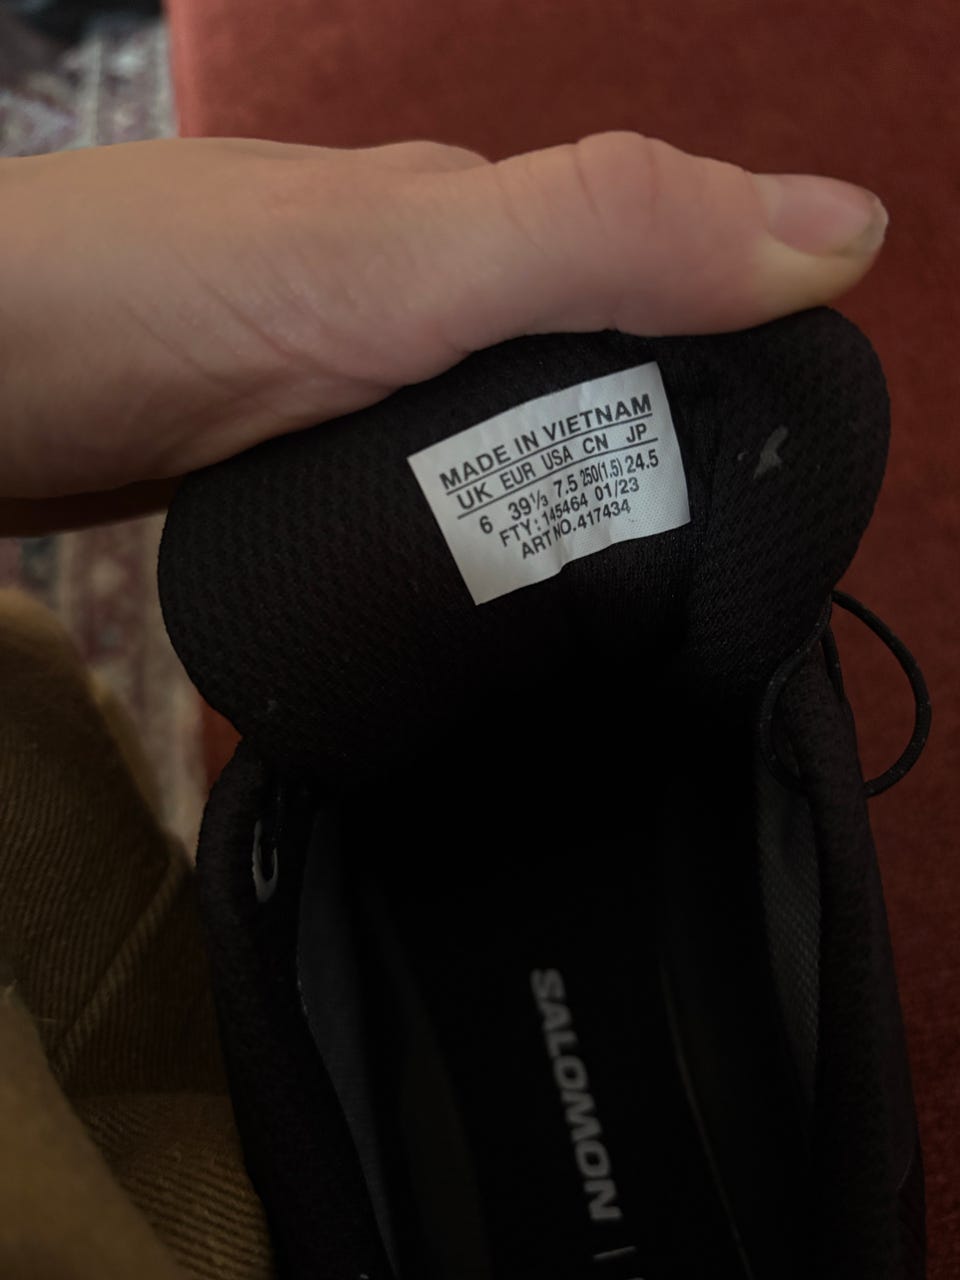 MADE IN VIETNAM
UK EUR USA CN JP
6 39⅓ 7.5 250(1.5) 24.5
FTY: 145464 01/23
ART NO.417434
SALOMON